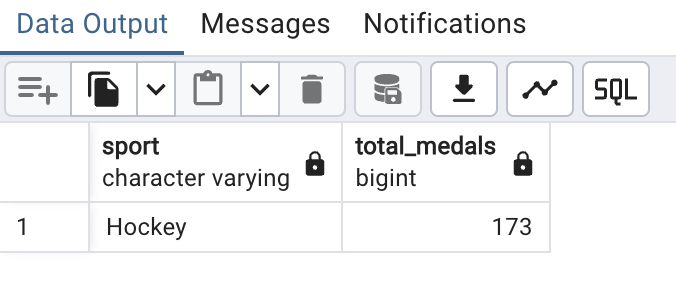 Data Output Messages Notifications
SQL
sport total_medals
character varying bigint
1 Hockey 173